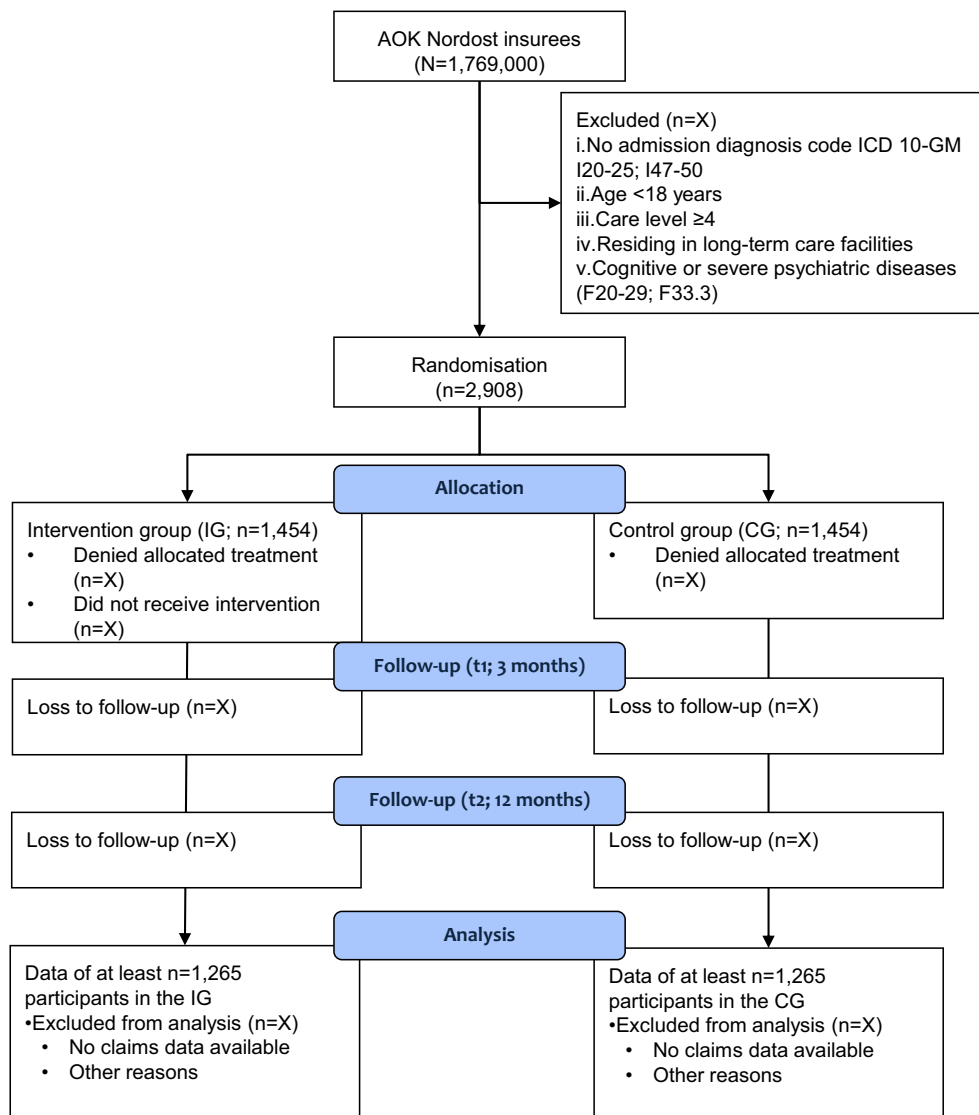 AOK Nordost insurees
(N=1,769,000)
Excluded (n=X)
i.No admission diagnosis code ICD 10-GM
I20-25; I47-50
ii.Age <18 years
iii.Care level ≥4
iv.Residing in long-term care facilities
v.Cognitive or severe psychiatric diseases
(F20-29; F33.3)
Randomisation
(n=2,908)
Allocation
Intervention group (IG; n=1,454)
• Denied allocated treatment
(n=X)
• Did not receive intervention
(n=X)
Control group (CG; n=1,454)
• Denied allocated treatment
(n=X)
Follow-up (t1; 3 months)
Loss to follow-up (n=X)
Loss to follow-up (n=X)
Follow-up (t2; 12 months)
Loss to follow-up (n=X)
Loss to follow-up (n=X)
Analysis
Data of at least n=1,265
participants in the IG
•Excluded from analysis (n=X)
• No claims data available
• Other reasons
Data of at least n=1,265
participants in the CG
•Excluded from analysis (n=X)
• No claims data available
• Other reasons